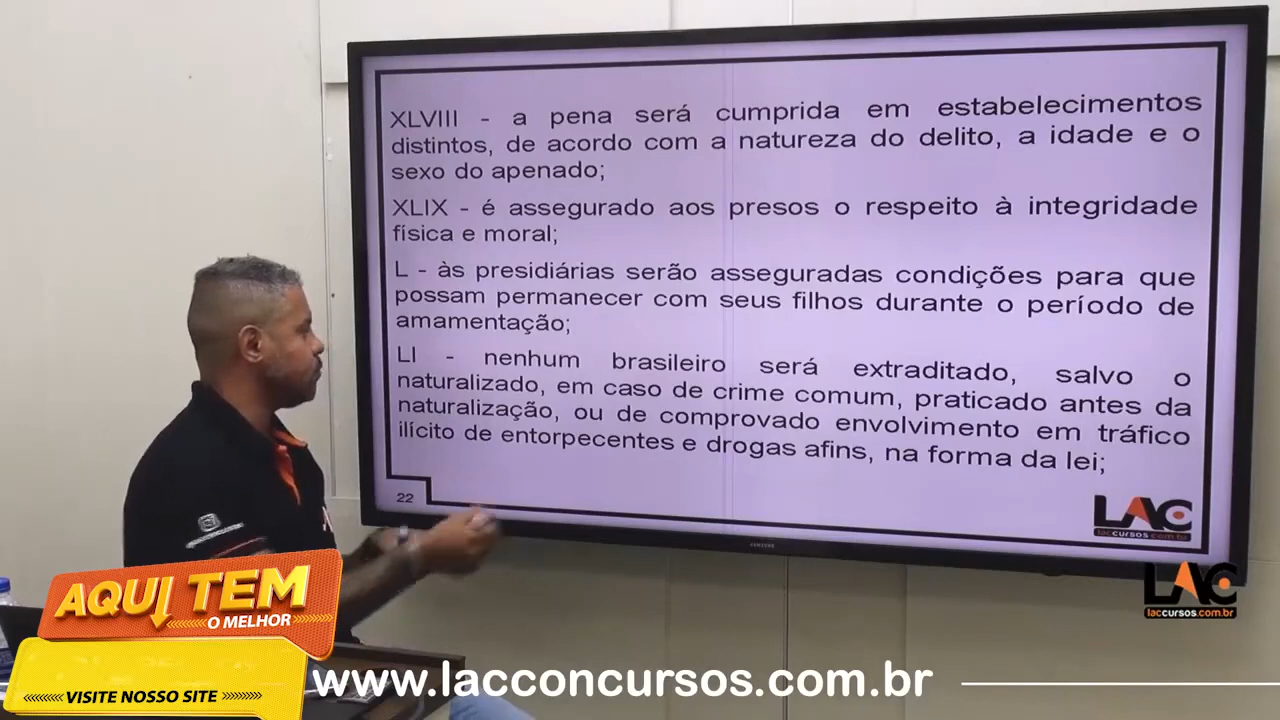 XLVIII - a pena será cumprida em estabelecimentos
distintos, de acordo com a natureza do delito, a idade e o
sexo do apenado;
XLIX - é assegurado aos presos o respeito à integridade
física e moral;
L - às presidiárias serão asseguradas condições para que
possam permanecer com seus filhos durante o período de
amamentação;
LI - nenhum brasileiro será extraditado, salvo o
naturalizado, em caso de crime comum, praticado antes da
naturalização, ou de comprovado envolvimento em tráfico
ilícito de entorpecentes e drogas afins, na forma da lei;
22
LAC
laccursos.com.br
SAMSUNG
LAC
laccursos.com.br
AQUI TEM
O MELHOR
VISITE NOSSO SITE
www.lacconcursos.com.br